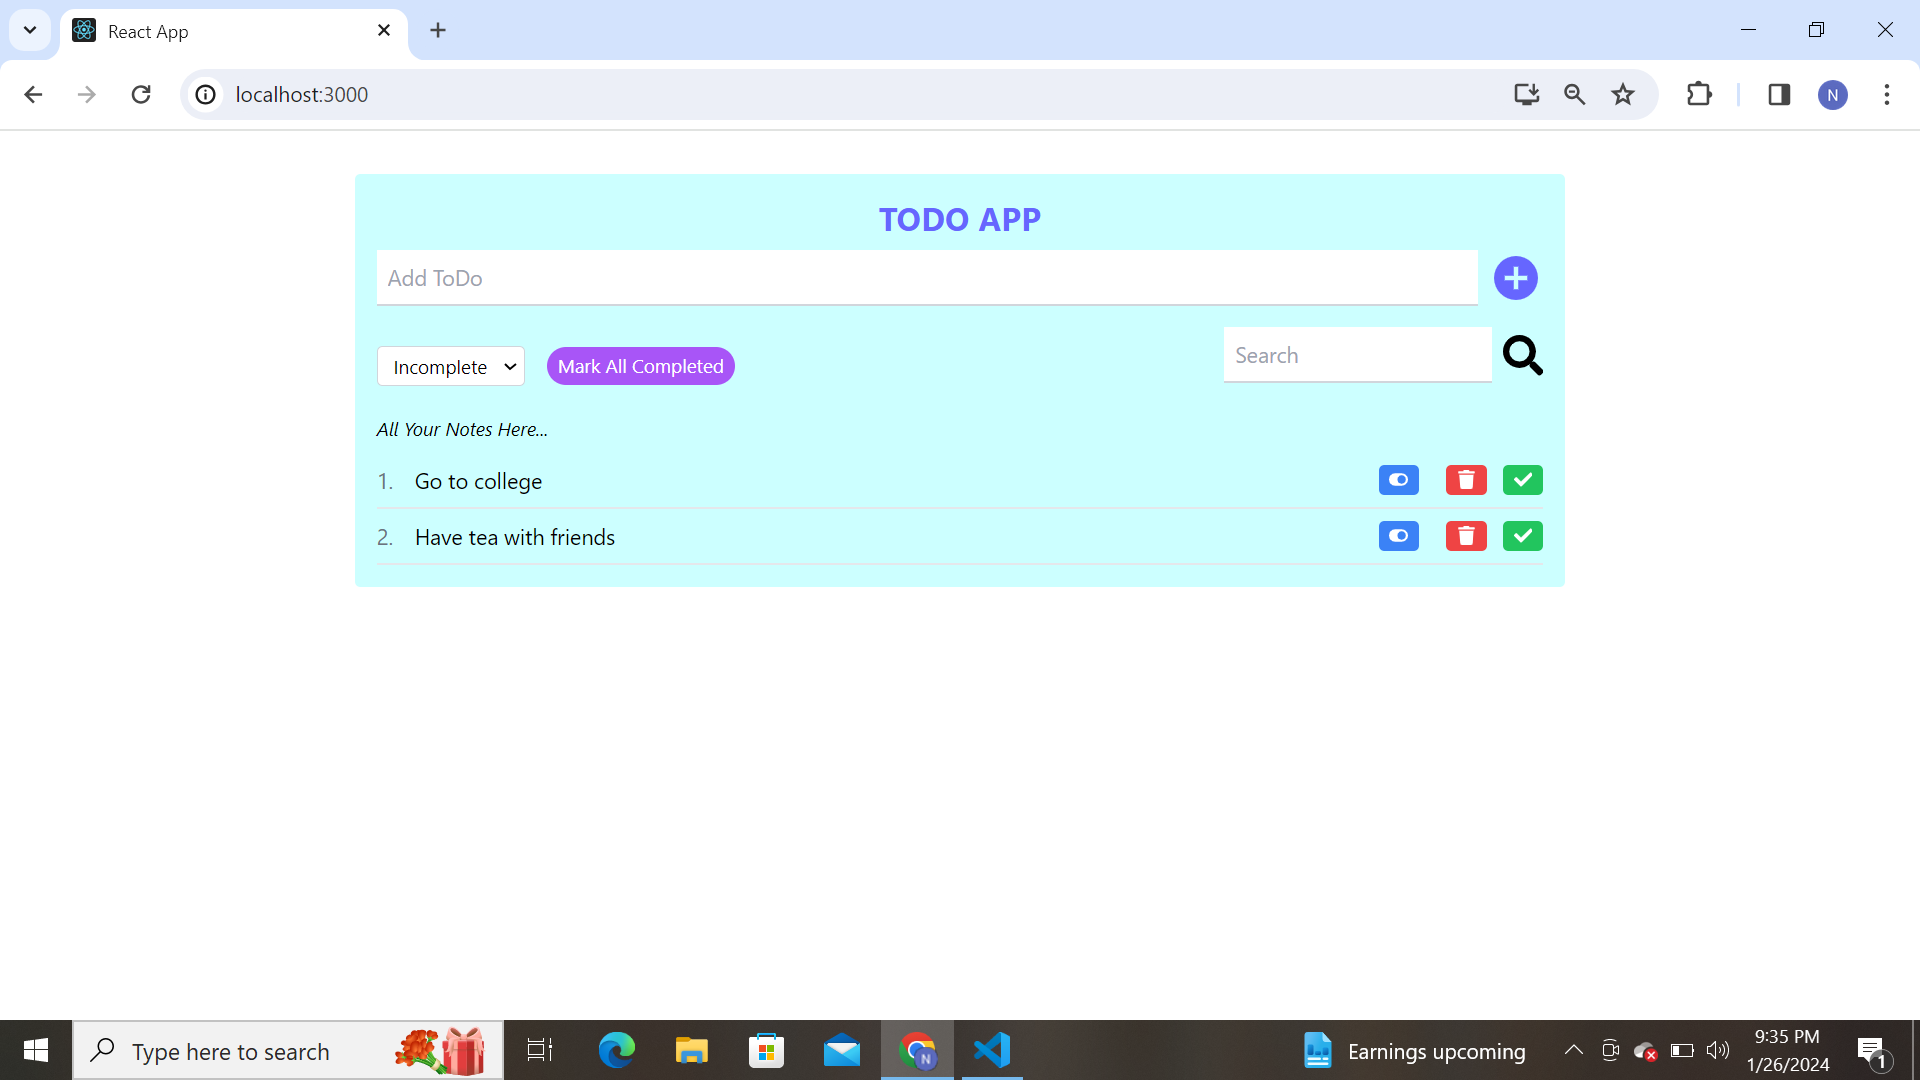 React App
localhost:3000
N
TODO APP
Add ToDo
Incomplete
Mark All Completed
Search
All Your Notes Here...
1. Go to college
2. Have tea with friends
Type here to search
N
Earnings upcoming
9:35 PM
1/26/2024
1